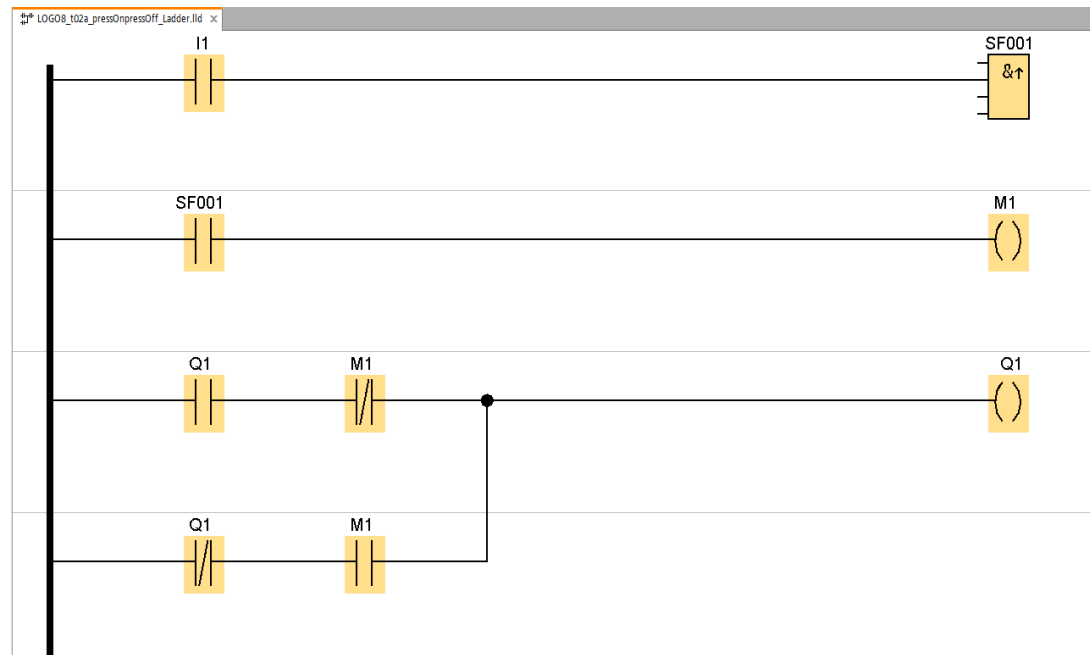 LOGO8_t02a_pressOnpressOff_Ladder.lld ×
I1 SF001
&↑
SF001 M1
Q1 M1 Q1
Q1 M1